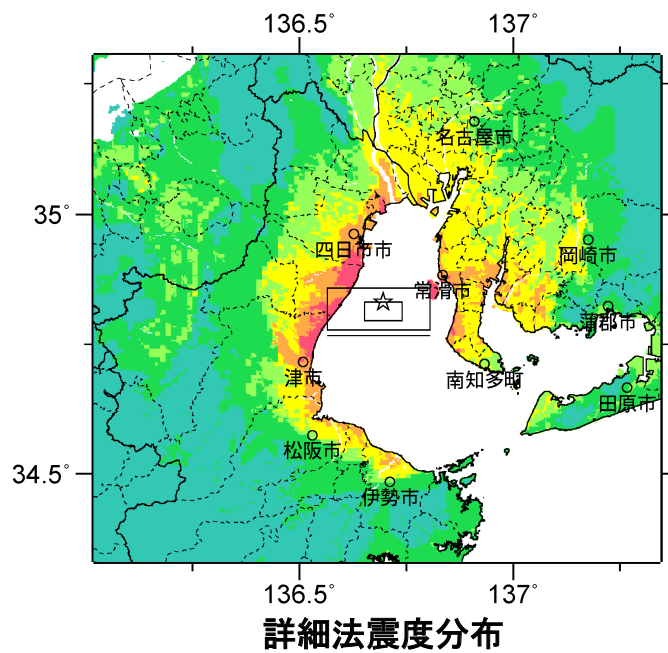 136.5° 137°
名古屋市
35°
四日市市
岡崎市
常滑市
蒲郡市
津市
南知多町
田原市
松阪市
34.5°
伊勢市
136.5° 137°
詳細法震度分布